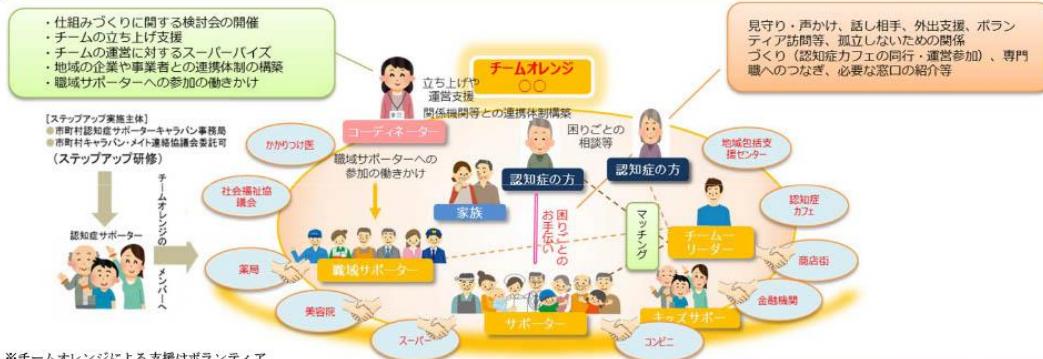 ・仕組みづくりに関する検討会の開催
・チームの立ち上げ支援
・チームの運営に対するスーパーバイズ
・地域の企業や事業者との連携体制の構築
・職域サポーターへの参加の働きかけ
見守り・声かけ、話し相手、外出支援、ボラン
ティア訪問等、孤立しないための関係
づくり（認知症カフェの同行・運営参加）、専門
職へのつなぎ、必要な窓口の紹介等
チームオレンジ
〇〇
立ち上げや
運営支援
関係機関等との連携体制構築
コーディネーター
[ステップアップ実施主体]
●市町村認知症サポーターキャラバン事務局
●市町村キャラバン・メイト連絡協議会委託可
（ステップアップ研修）
認知症サポーター
チームオレンジの
メンバーへ
かかりつけ医
社会福祉協
議会
薬局
美容院
スーパー
コンビニ
金融機関
商店街
認知症
カフェ
地域包括支
援センター
職域サポーターへの
参加の働きかけ
困りごとの
相談等
認知症の方
認知症の方
家族
困りごとの
お手伝い
マッチング
チームー
リーダー
職域サポーター
サポーター
キッズサポー
※チームオレンジによる支援はボランティア